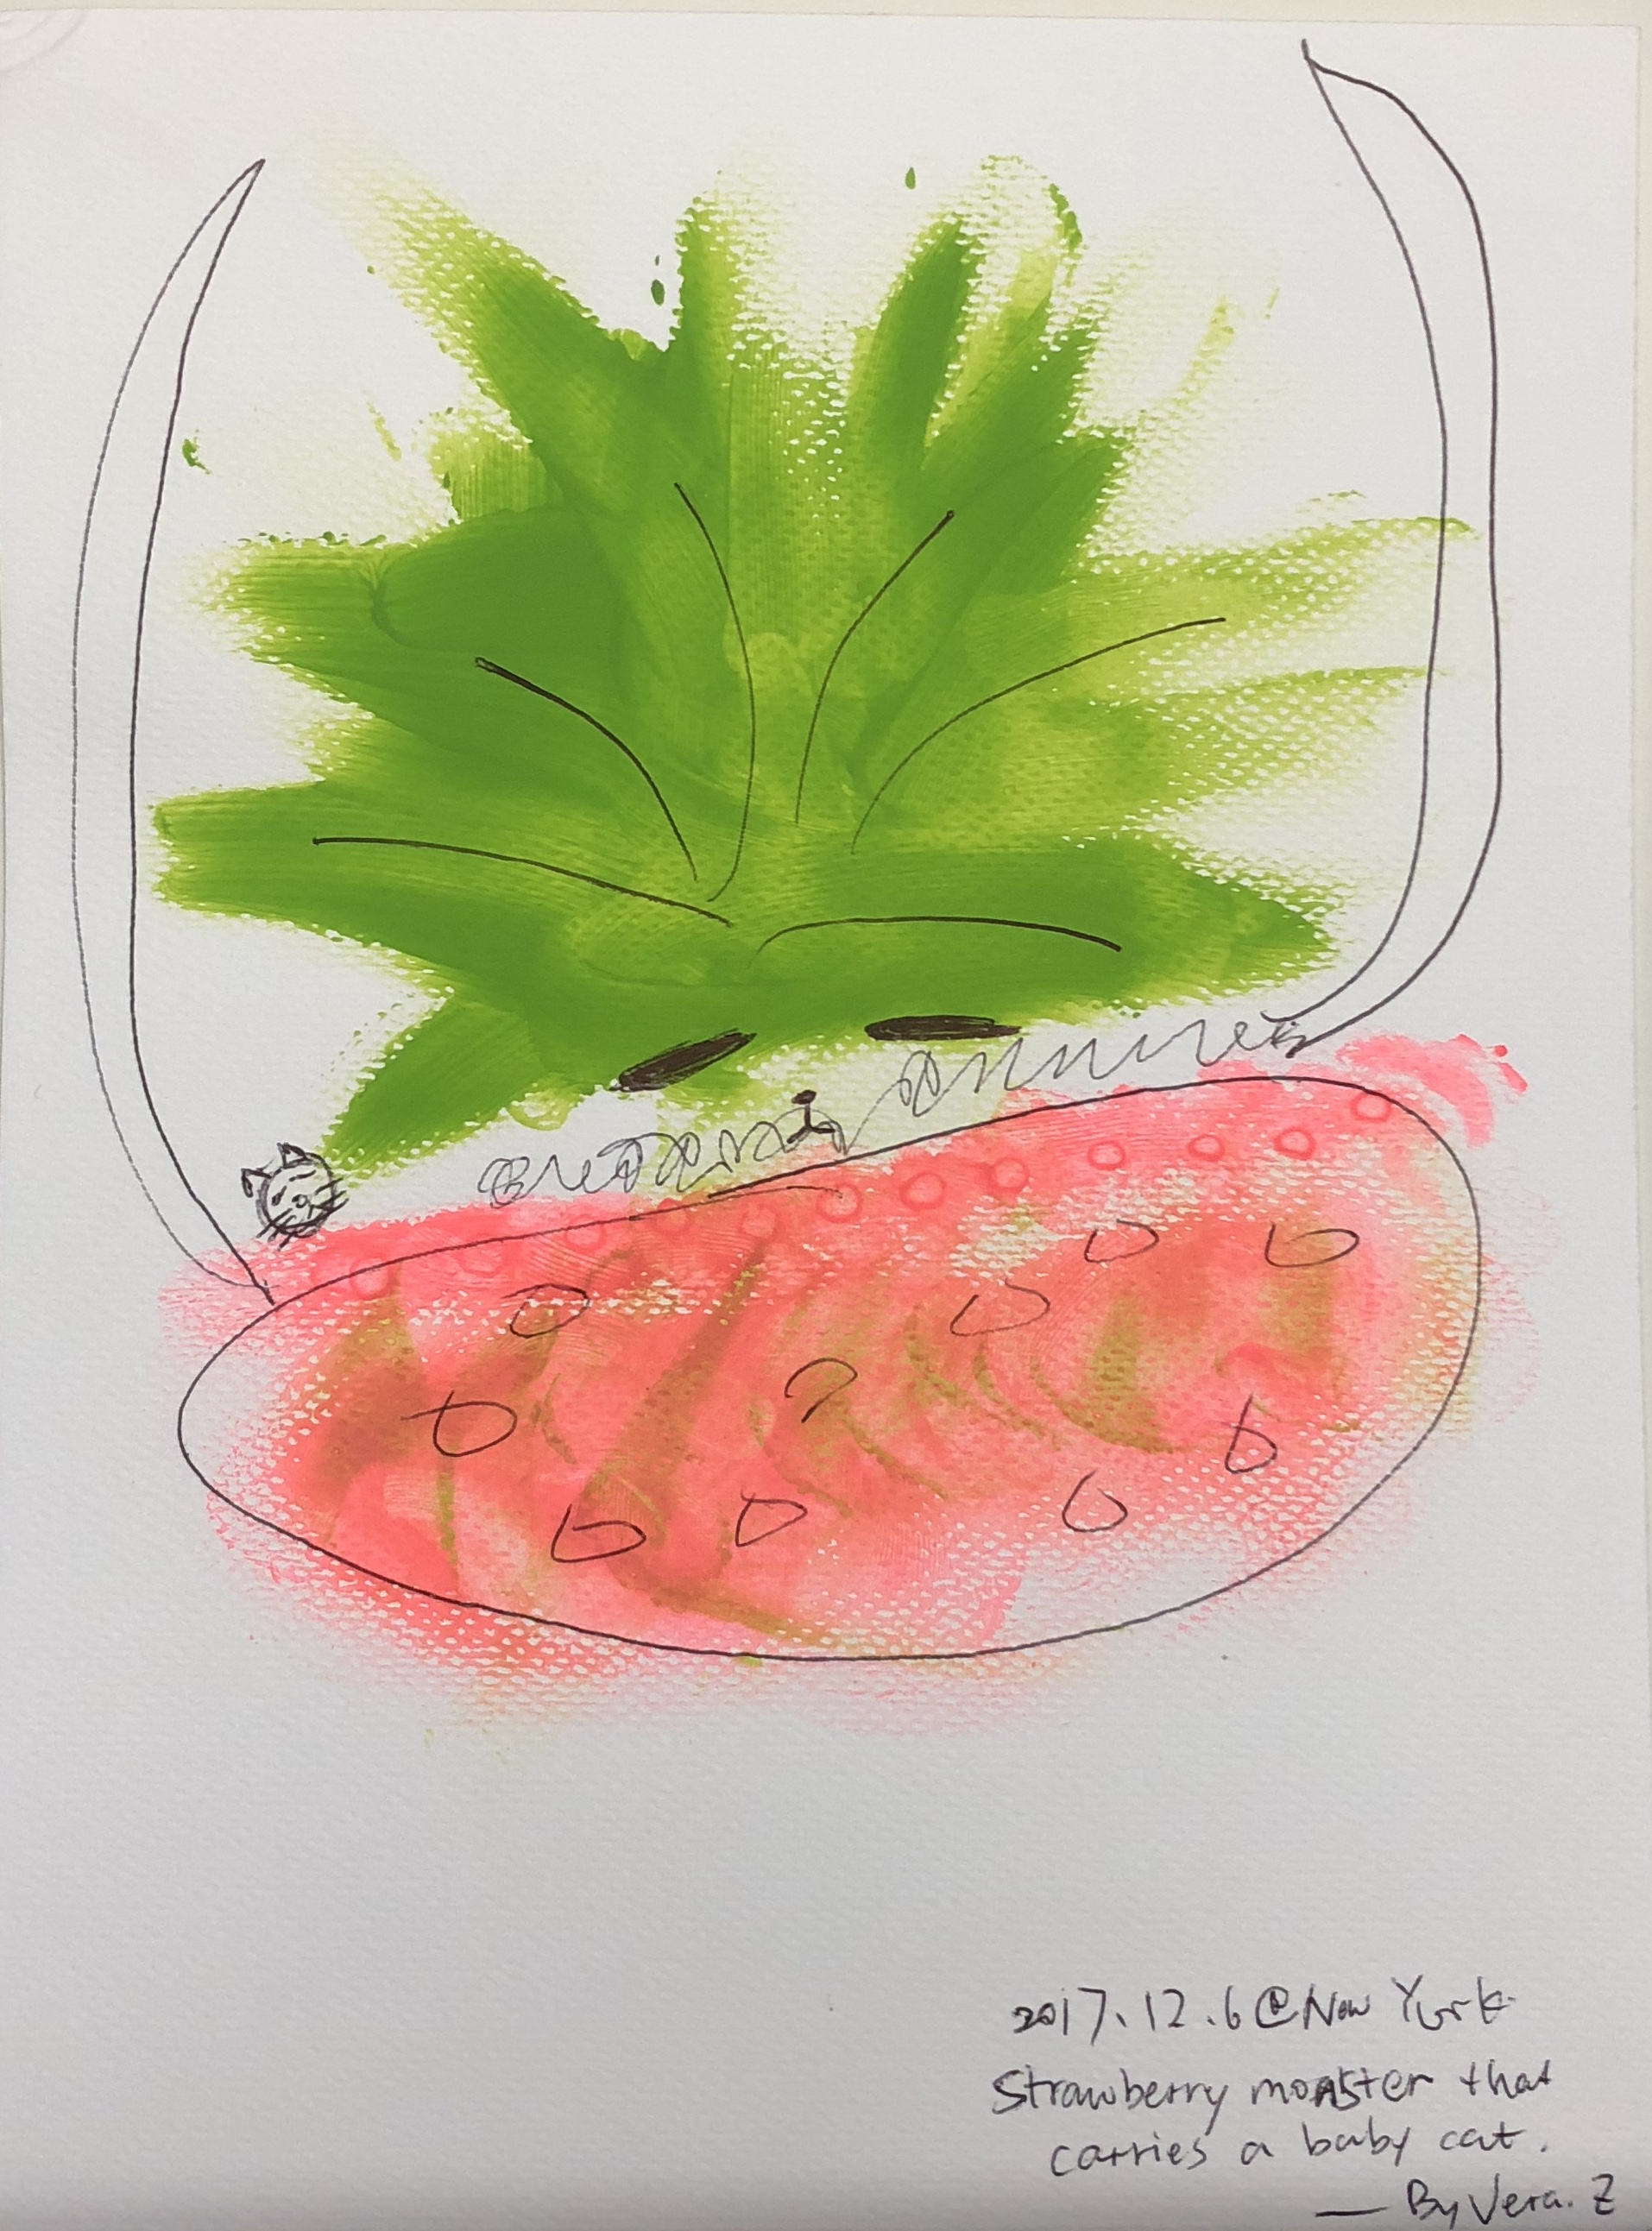 2017.12.6 @New York
Strawberry monster that
carries a baby cat.
— By Vera. Z